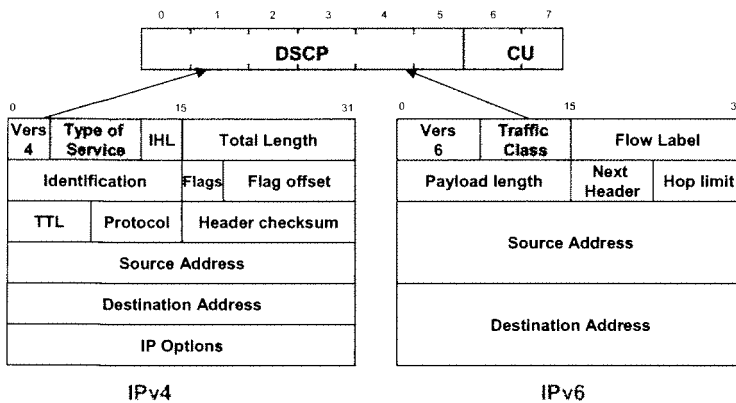 0 1 2 3 4 5 6 7
DSCP CU
0 15 31
Vers 4 Type of Service IHL Total Length
Identification Flags Flag offset
TTL Protocol Header checksum
Source Address
Destination Address
IP Options
IPv4
0 15 3
Vers 6 Traffic Class Flow Label
Payload length Next Header Hop limit
Source Address
Destination Address
IPv6